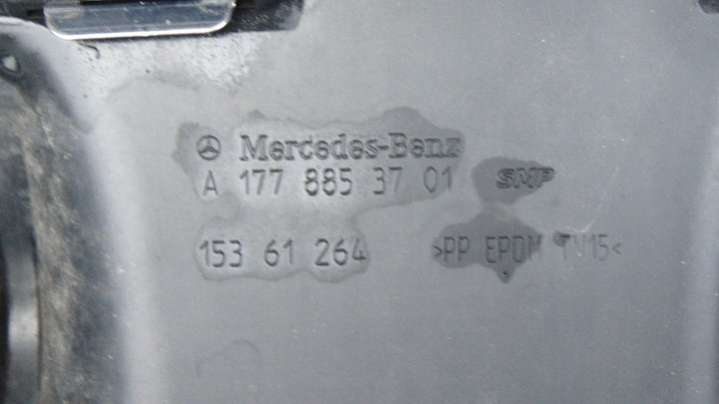 Mercedes-Benz
A 177 885 37 01 SMP
153 61 264 >PP EPDM TV15<